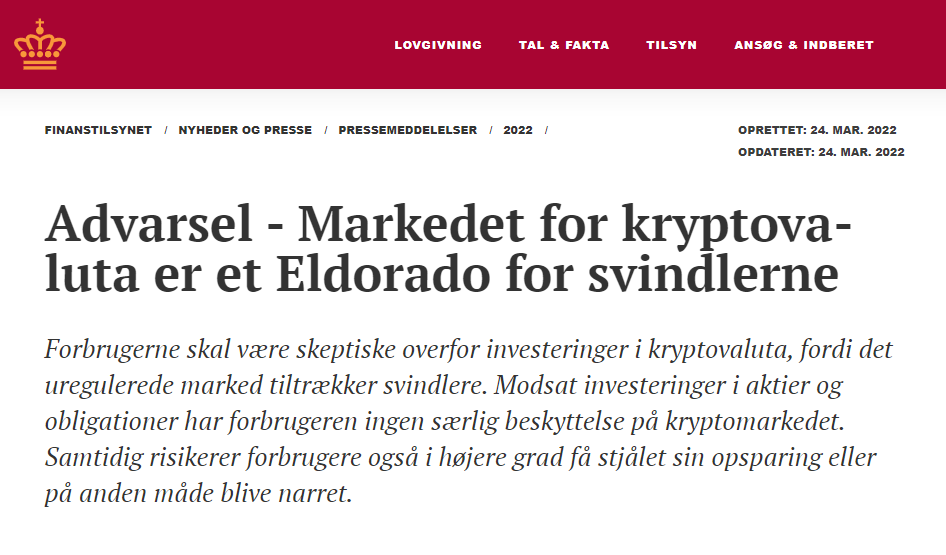 LOVGIVNING TAL & FAKTA TILSYN ANSØG & INDBERET
FINANSTILSYNET / NYHEDER OG PRESSE / PRESSEMEDDELELSER / 2022 /
OPRETTET: 24. MAR. 2022
OPDATERET: 24. MAR. 2022
Advarsel - Markedet for kryptova-
luta er et Eldorado for svindlerne
Forbrugerne skal være skeptiske overfor investeringer i kryptovaluta, fordi det
uregulerede marked tiltrækker svindlere. Modsat investeringer i aktier og
obligationer har forbrugeren ingen særlig beskyttelse på kryptomarkedet.
Samtidig risikerer forbrugere også i højere grad få stjålet sin opsparing eller
på anden måde blive narret.